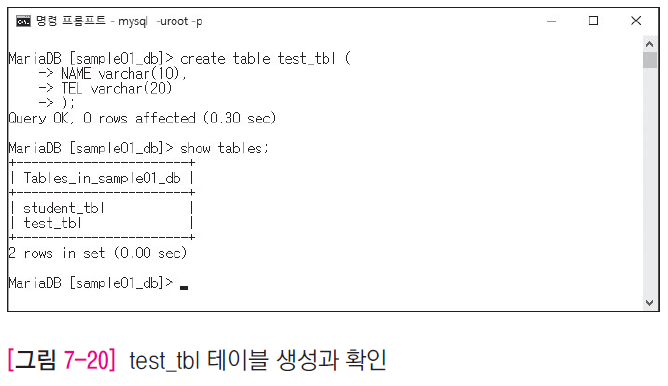 명령 프롬프트 - mysql -uroot -p
MariaDB [sample01_db]> create table test_tbl (
    -> NAME varchar(10),
    -> TEL varchar(20)
    -> );
Query OK, 0 rows affected (0.30 sec)
MariaDB [sample01_db]> show tables;
+-----------------------+
| Tables_in_sample01_db |
+-----------------------+
| student_tbl           |
| test_tbl              |
+-----------------------+
2 rows in set (0.00 sec)
MariaDB [sample01_db]>
[그림 7-20] test_tbl 테이블 생성과 확인